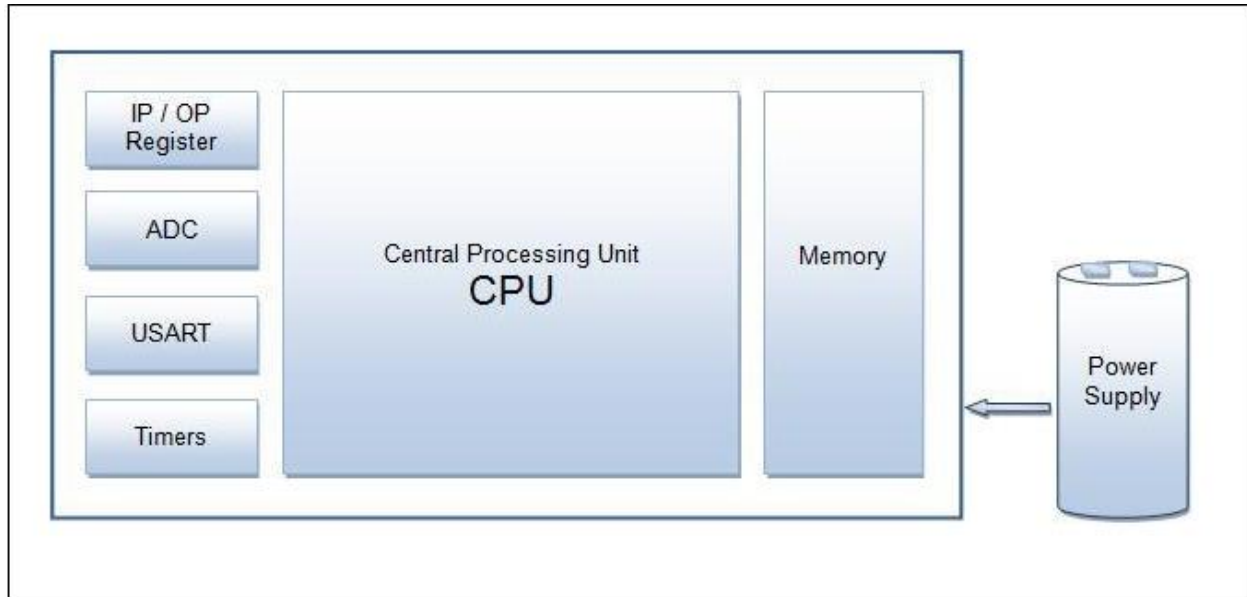 IP / OP
Register
ADC
USART
Timers
Central Processing Unit
CPU
Memory
Power
Supply